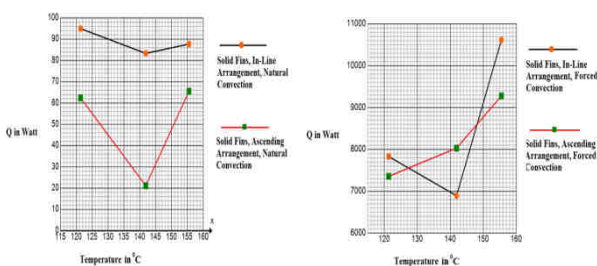 100
90
80
70
60
50
40
30
20
10
0
115 120 125 130 135 140 145 150 155 160
x
Q in Watt
Temperature in ⁰C
Solid Fins, In-Line
Arrangement, Natural
Convection
Solid Fins, Ascending
Arrangement, Natural
Convection
11000
10000
9000
8000
7000
6000
120 130 140 150 160
Q in Watt
Temperature in ⁰C
Solid Fins, In-Line
Arrangement, Forced
Convection
Solid Fins, Ascending
Arrangement, Forced
Convection